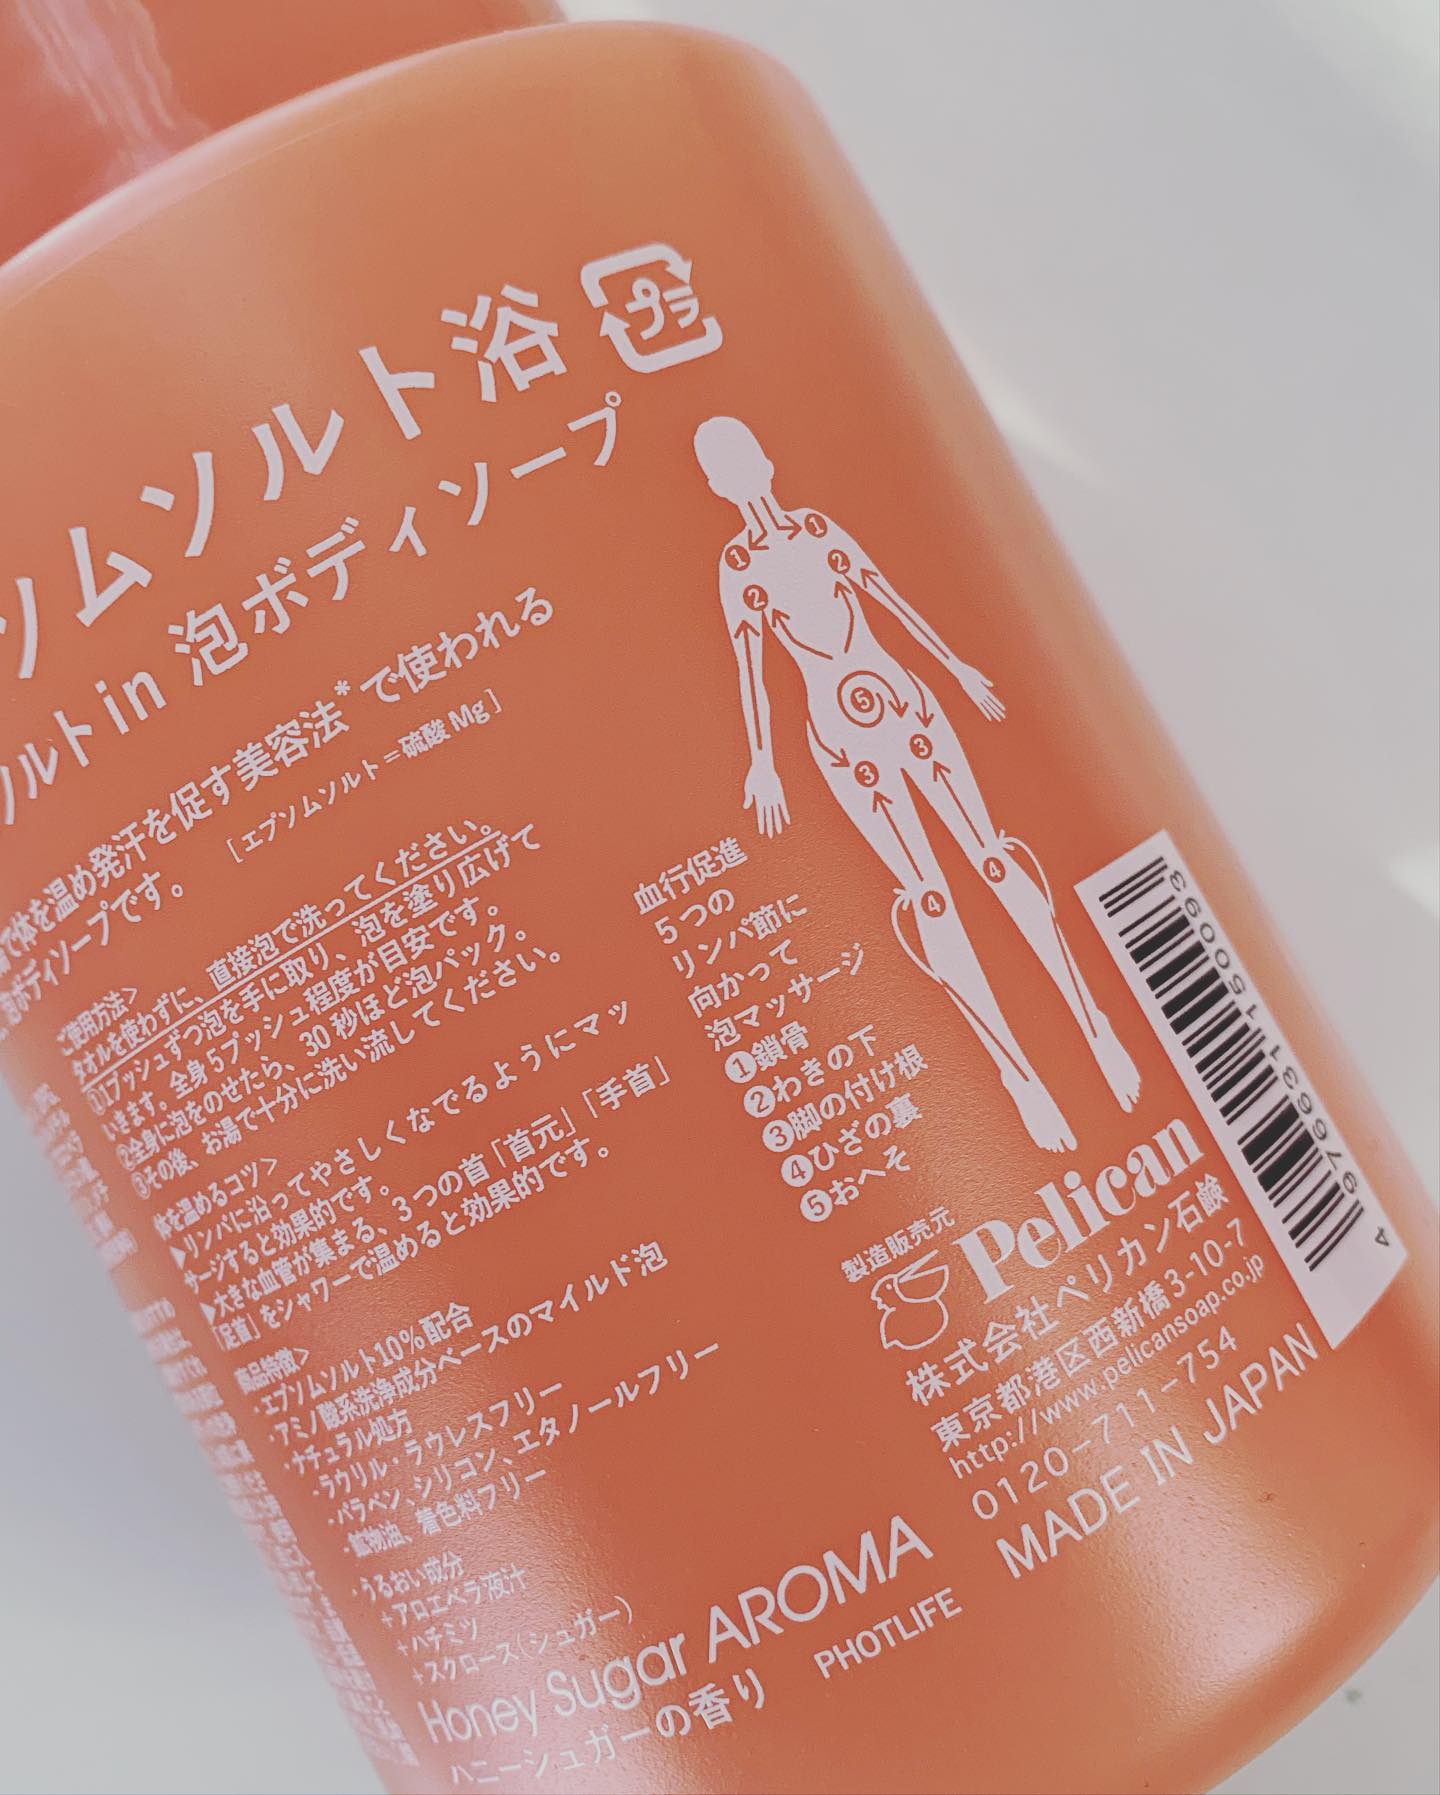 ソムソルト浴
プラ
ソルトin 泡ボディソープ
で体を温め発汗を促す美容法*で使われる
泡ボディソープです。
[エプソムソルト=硫酸Mg]
ご使用方法>
タオルを使わずに、直接泡で洗ってください。
①1プッシュずつ泡を手に取り、泡を塗り広げて
いきます。全身5プッシュ程度が目安です。
②全身に泡をのせたら、30秒ほど泡パック。
③その後、お湯で十分に洗い流してください。
体を温めるコツ>
▶リンパに沿ってやさしくなでるようにマッ
サージすると効果的です。
▶大きな血管が集まる、3つの首「首元」「手首」
「足首」をシャワーで温めると効果的です。
商品特徴>
・エプソムソルト10%配合
・アミノ酸系洗浄成分ベースのマイルド泡
・ナチュラル処方
・ラウリル・ラウレスフリー
・パラベン、シリコン、エタノールフリー
・鉱物油、着色料フリー
・うるおい成分
+アロエベラ液汁
+ハチミツ
+スクロース(シュガー)
Honey Sugar AROMA
ハニーシュガーの香り
PHOTLIFE
1
1
2
2
5
3
3
4
4
血行促進
5つの
リンパ節に
向かって
泡マッサージ
❶鎖骨
❷わきの下
❸脚の付け根
❹ひざの裏
❺おへそ
製造販売元
Pelican
株式会社ペリカン石鹸
東京都港区西新橋3-10-7
http://www.pelicansoap.co.jp
0120-711-754
MADE IN JAPAN
4 976631 150063